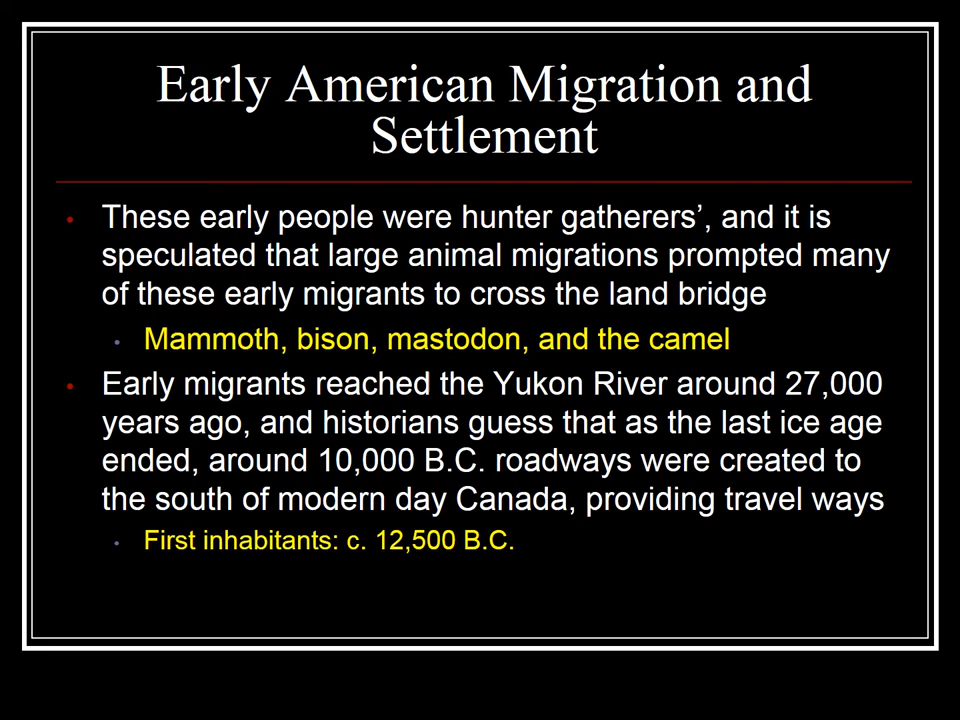 Early American Migration and
Settlement
• These early people were hunter gatherers’, and it is
speculated that large animal migrations prompted many
of these early migrants to cross the land bridge
• Mammoth, bison, mastodon, and the camel
• Early migrants reached the Yukon River around 27,000
years ago, and historians guess that as the last ice age
ended, around 10,000 B.C. roadways were created to
the south of modern day Canada, providing travel ways
• First inhabitants: c. 12,500 B.C.